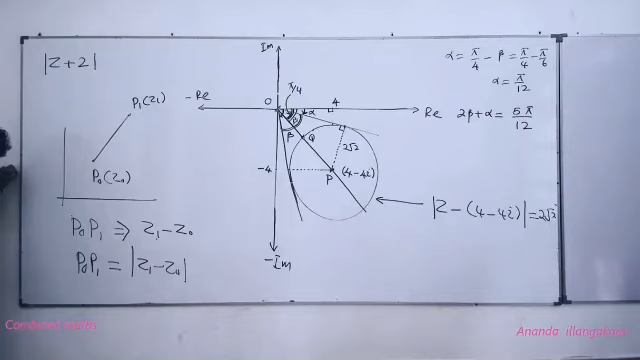 |Z+2|
P₁(Z₁)
P₀(Z₀)
P₀P₁ ⇒ Z₁-Z₀
P₀P₁ = |Z₁-Z₀|
Im
-Re
O
π/4
α
4
Re
β
β
Q
2√2
-4
P
(4-4i)
-Im
α = π/4 - β = π/4 - π/6
α = π/12
2β+α = 5π/12
|Z-(4-4i)|=2√2
Combined maths
Ananda illangakoon